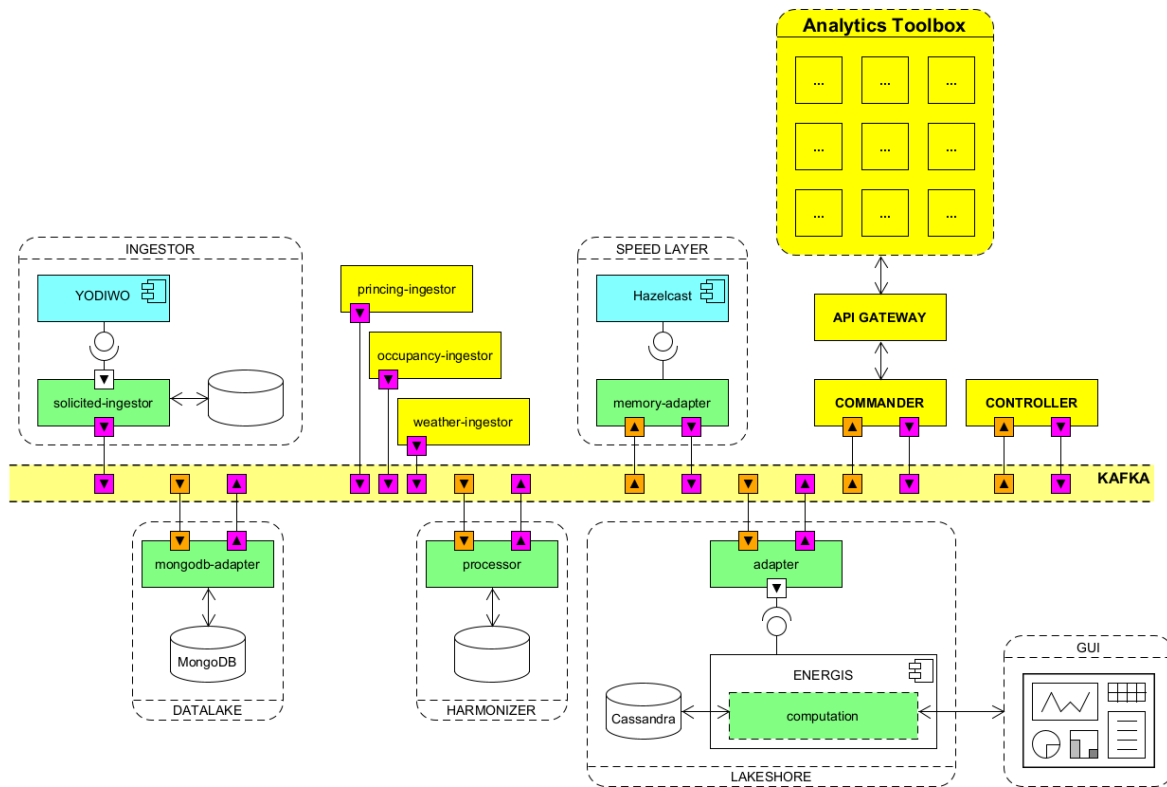 Analytics Toolbox
... ... ...
... ... ...
... ... ...
INGESTOR
SPEED LAYER
YODIWO
princing-ingestor
Hazelcast
API GATEWAY
occupancy-ingestor
solicited-ingestor
memory-adapter
COMMANDER
CONTROLLER
weather-ingestor
KAFKA
mongodb-adapter
processor
adapter
MongoDB
DATALAKE
HARMONIZER
ENERGIS
Cassandra
computation
LAKESHORE
GUI